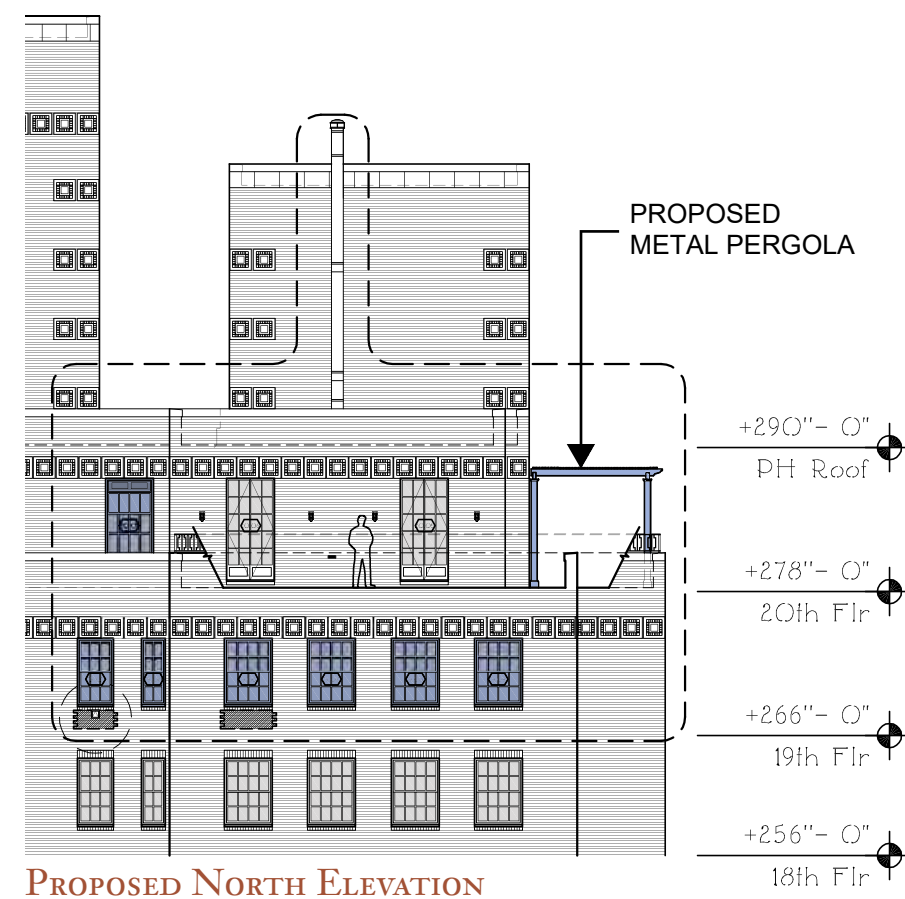 PROPOSED
METAL PERGOLA
+290"- 0"
PH Roof
+278"- 0"
20th Flr
+266"- 0"
19th Flr
+256"- 0"
18th Flr
PROPOSED NORTH ELEVATION